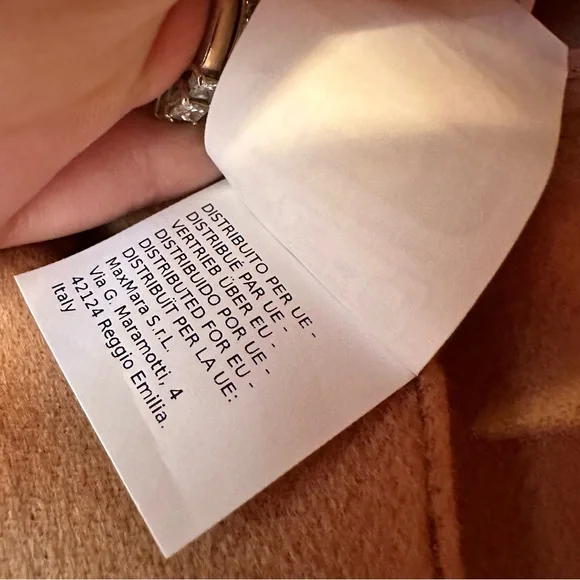 DISTRIBUITO PER UE -
DISTRIBUÉ PAR UE -
VERTRIEB ÜBER EU -
DISTRIBUIDO POR UE -
DISTRIBUTED FOR EU -
DISTRIBUÏT PER LA UE:
MaxMara S.r.L.
Via G. Maramotti, 4
42124 Reggio Emilia.
Italy